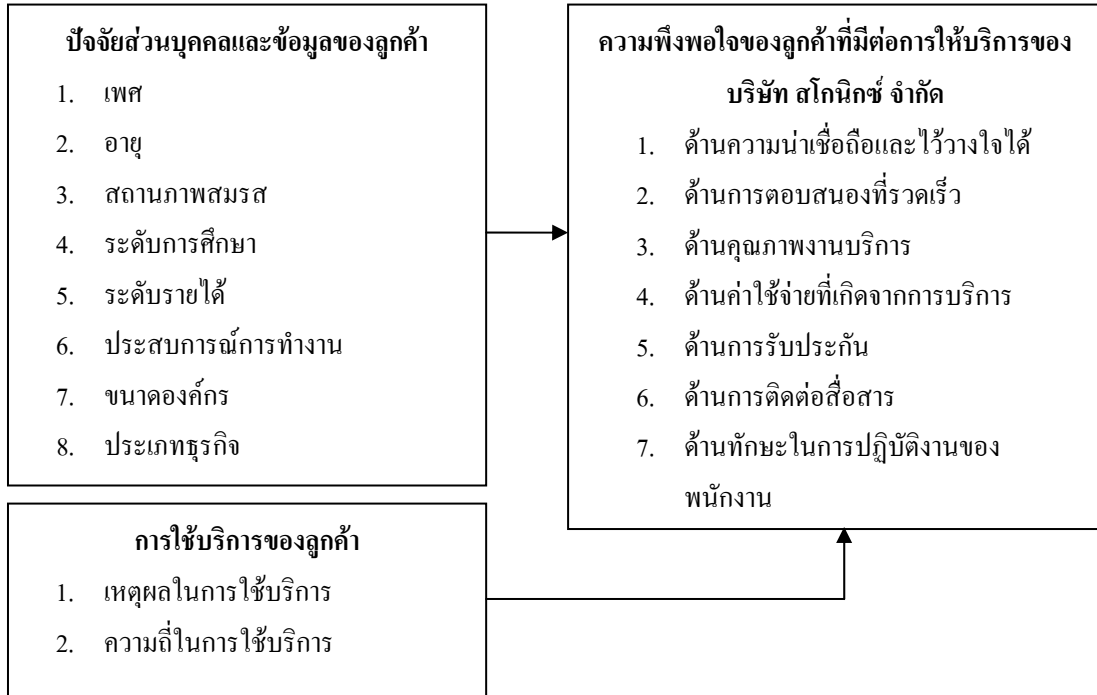 ปัจจัยส่วนบุคคลและข้อมูลของลูกค้า
1. เพศ
2. อายุ
3. สถานภาพสมรส
4. ระดับการศึกษา
5. ระดับรายได้
6. ประสบการณ์การทำงาน
7. ขนาดองค์กร
8. ประเภทธุรกิจ
การใช้บริการของลูกค้า
1. เหตุผลในการใช้บริการ
2. ความถี่ในการใช้บริการ
ความพึงพอใจของลูกค้าที่มีต่อการให้บริการของ
บริษัท สโกนิกซ์ จำกัด
1. ด้านความน่าเชื่อถือและไว้วางใจได้
2. ด้านการตอบสนองที่รวดเร็ว
3. ด้านคุณภาพงานบริการ
4. ด้านค่าใช้จ่ายที่เกิดจากการบริการ
5. ด้านการรับประกัน
6. ด้านการติดต่อสื่อสาร
7. ด้านทักษะในการปฏิบัติงานของ
พนักงาน